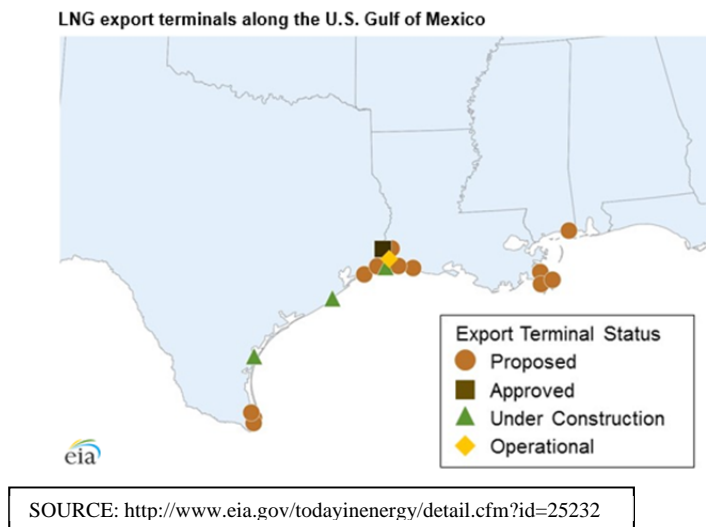 LNG export terminals along the U.S. Gulf of Mexico
Export Terminal Status
Proposed
Approved
Under Construction
Operational
eia
SOURCE: http://www.eia.gov/todayinenergy/detail.cfm?id=25232